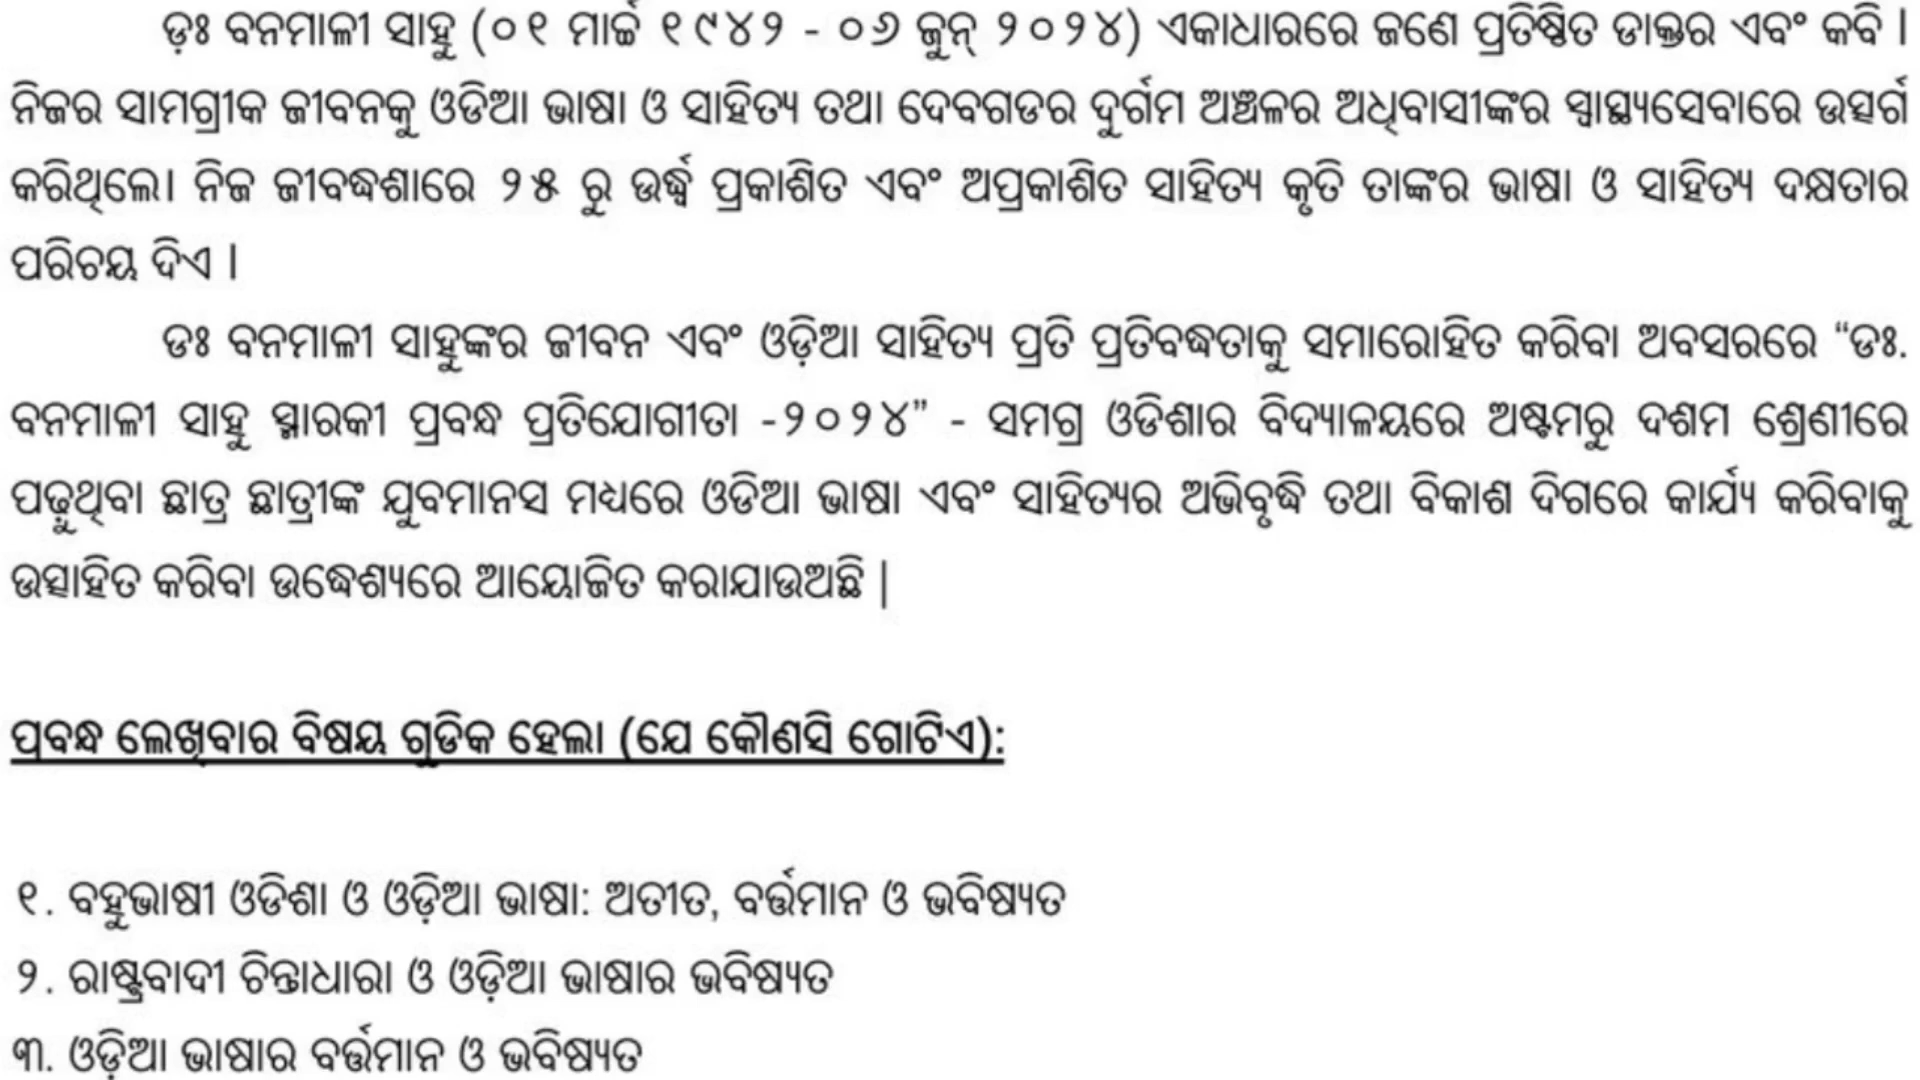 ଡ଼ଃ ବନମାଳୀ ସାହୁ (୦୧ ମାର୍ଚ୍ଚ ୧୯୪୨ - ୦୬ ଜୁନ୍ ୨୦୨୪) ଏକାଧାରରେ ଜଣେ ପ୍ରତିଷ୍ଠିତ ଡାକ୍ତର ଏବଂ କବି ।
ନିଜର ସାମଗ୍ରୀକ ଜୀବନକୁ ଓଡିଆ ଭାଷା ଓ ସାହିତ୍ୟ ତଥା ଦେବଗଡର ଦୁର୍ଗମ ଅଞ୍ଚଳର ଅଧିବାସୀଙ୍କର ସ୍ୱାସ୍ଥ୍ୟସେବାରେ ଉତ୍ସର୍ଗ
କରିଥିଲେ। ନିଜ ଜୀବଦ୍ଧଶାରେ ୨୫ ରୁ ଉର୍ଦ୍ଧ୍ୱ ପ୍ରକାଶିତ ଏବଂ ଅପ୍ରକାଶିତ ସାହିତ୍ୟ କୃତି ତାଙ୍କର ଭାଷା ଓ ସାହିତ୍ୟ ଦକ୍ଷତାର
ପରିଚୟ ଦିଏ ।
ଡଃ ବନମାଳୀ ସାହୁଙ୍କର ଜୀବନ ଏବଂ ଓଡ଼ିଆ ସାହିତ୍ୟ ପ୍ରତି ପ୍ରତିବଦ୍ଧତାକୁ ସମାରୋହିତ କରିବା ଅବସରରେ “ଡଃ.
ବନମାଳୀ ସାହୁ ସ୍ମାରକୀ ପ୍ରବନ୍ଧ ପ୍ରତିଯୋଗୀତା -୨୦୨୪” - ସମଗ୍ର ଓଡିଶାର ବିଦ୍ୟାଳୟରେ ଅଷ୍ଟମରୁ ଦଶମ ଶ୍ରେଣୀରେ
ପଢୁଥିବା ଛାତ୍ର ଛାତ୍ରୀଙ୍କ ଯୁବମାନସ ମଧ୍ୟରେ ଓଡିଆ ଭାଷା ଏବଂ ସାହିତ୍ୟର ଅଭିବୃଦ୍ଧି ତଥା ବିକାଶ ଦିଗରେ କାର୍ଯ୍ୟ କରିବାକୁ
ଉତ୍ସାହିତ କରିବା ଉଦ୍ଧେଶ୍ୟରେ ଆୟୋଜିତ କରାଯାଉଅଛି |
ପ୍ରବନ୍ଧ ଲେଖିବାର ବିଷୟ ଗୁଡିକ ହେଲା (ଯେ କୌଣସି ଗୋଟିଏ):
୧. ବହୁଭାଷୀ ଓଡିଶା ଓ ଓଡ଼ିଆ ଭାଷା: ଅତୀତ, ବର୍ତ୍ତମାନ ଓ ଭବିଷ୍ୟତ
୨. ରାଷ୍ଟ୍ରବାଦୀ ଚିନ୍ତାଧାରା ଓ ଓଡ଼ିଆ ଭାଷାର ଭବିଷ୍ୟତ
୩. ଓଡ଼ିଆ ଭାଷାର ବର୍ତ୍ତମାନ ଓ ଭବିଷ୍ୟତ